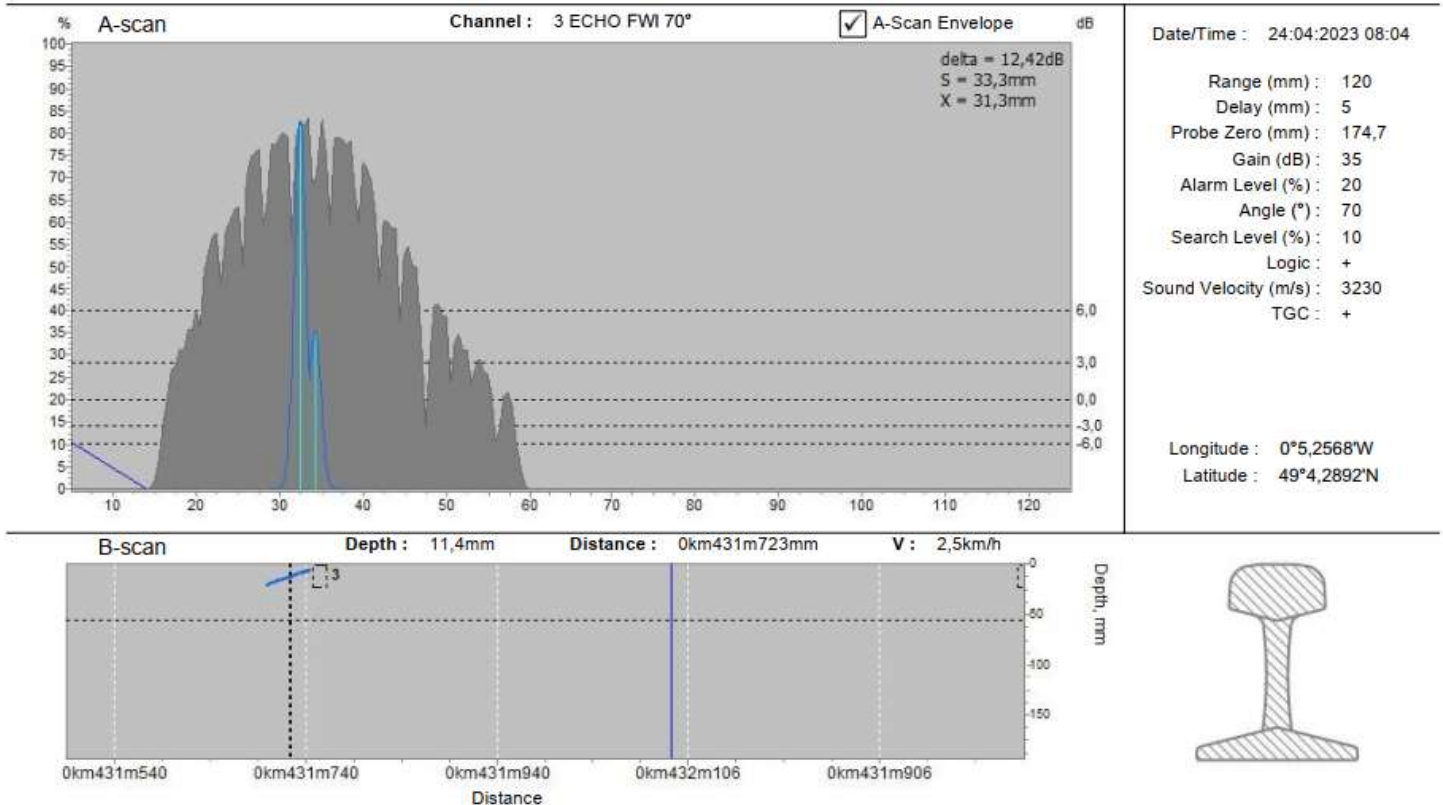 % A-scan Channel : 3 ECHO FWI 70° A-Scan Envelope dB
delta = 12,42dB
S = 33,3mm
X = 31,3mm
100
95
90
85
80
75
70
65
60
55
50
45
40
35
30
25
20
15
10
5
0
6,0
3,0
0,0
-3,0
-6,0
10 20 30 40 50 60 70 80 90 100 110 120
Date/Time : 24:04:2023 08:04
Range (mm) : 120
Delay (mm) : 5
Probe Zero (mm) : 174,7
Gain (dB) : 35
Alarm Level (%) : 20
Angle (°) : 70
Search Level (%) : 10
Logic : +
Sound Velocity (m/s) : 3230
TGC : +
Longitude : 0°5,2568'W
Latitude : 49°4,2892'N
B-scan Depth : 11,4mm Distance : 0km431m723mm V : 2,5km/h
3
0
-50
-100
-150
Depth, mm
0km431m540 0km431m740 0km431m940 0km432m106 0km431m906
Distance